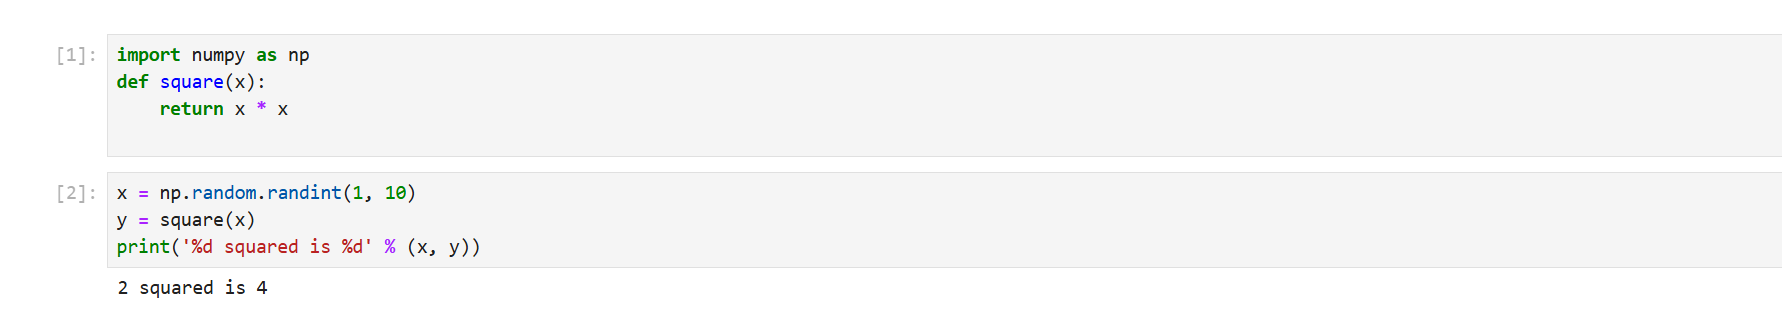 [1]: import numpy as np
def square(x):
    return x * x
[2]: x = np.random.randint(1, 10)
y = square(x)
print('%d squared is %d' % (x, y))
2 squared is 4